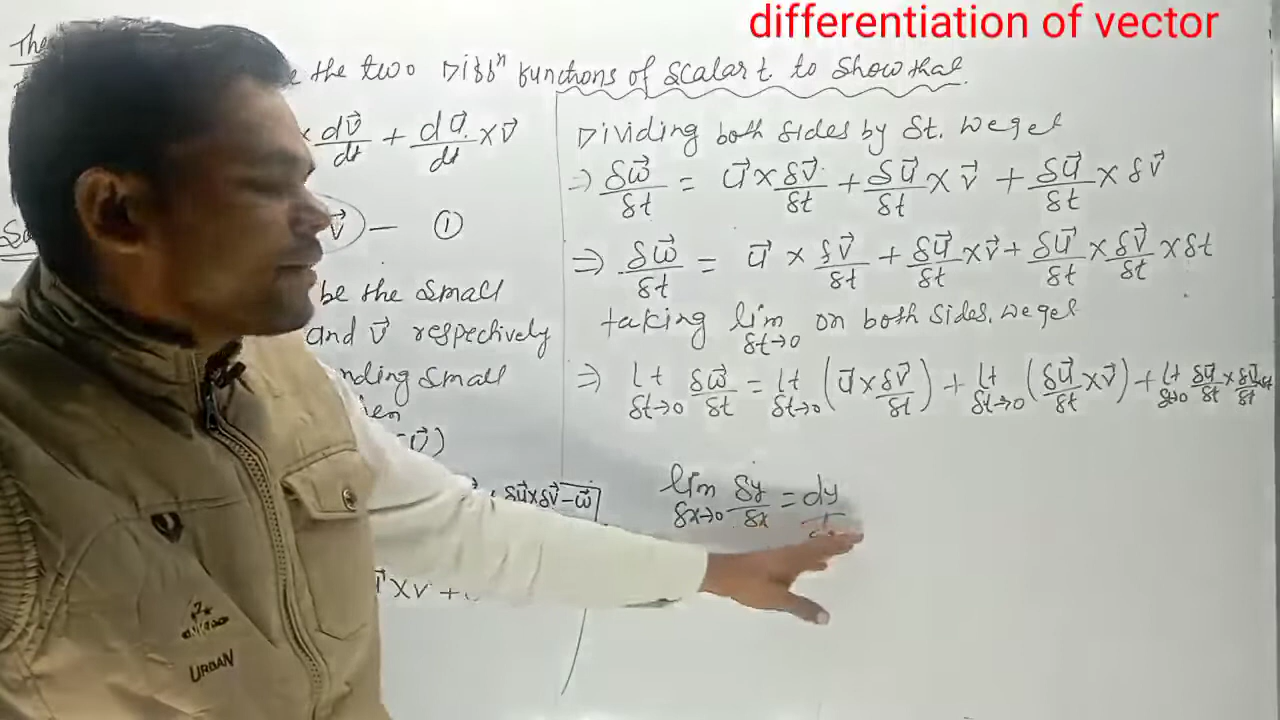 differentiation of vector
The
the two Diffⁿ functions of scalar t to show that
× dv⃗/dt + du⃗/dt × v⃗
v⃗ — ①
be the small
and v⃗ respectively
nding small
hen
v⃗)
δu⃗×δv⃗-w⃗
×v +
Dividing both sides by δt. we get
⇒ δw⃗/δt = u⃗ × δv⃗/δt + δu⃗/δt × v⃗ + δu⃗/δt × δv⃗
⇒ δw⃗/δt = u⃗ × δv⃗/δt + δu⃗/δt × v⃗ + δu⃗/δt × δv⃗/δt × δt
taking lim δt→0 on both sides. we get
⇒ lt δt→0 δw⃗/δt = lt δt→0 (u⃗ × δv⃗/δt) + lt δt→0 (δu⃗/δt × v⃗) + lt δt→0 δu⃗/δt × δv⃗/δt × δt
lim δx→0 δy/δx = dy
URBAN